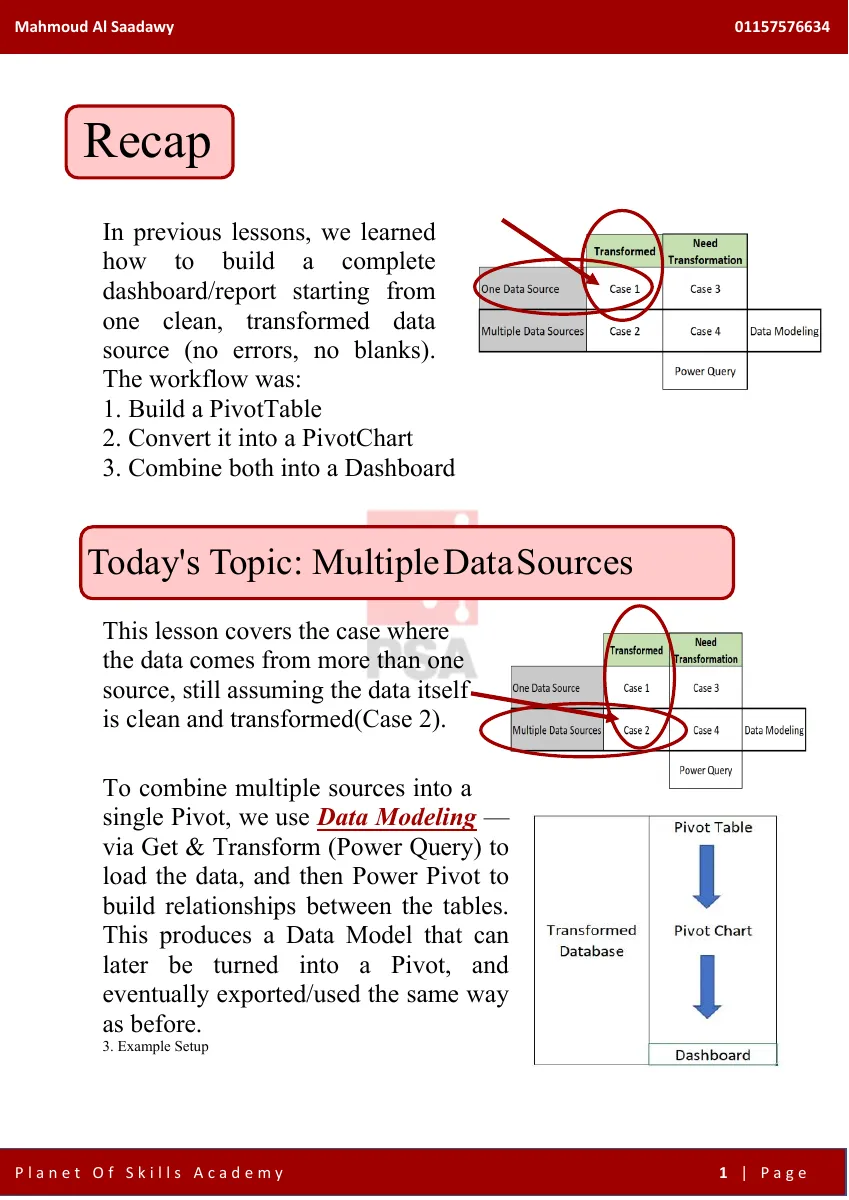 Mahmoud Al Saadawy 01157576634
Recap
In previous lessons, we learned
how to build a complete
dashboard/report starting from
one clean, transformed data
source (no errors, no blanks).
The workflow was:
1. Build a PivotTable
2. Convert it into a PivotChart
3. Combine both into a Dashboard
Transformed Need Transformation
One Data Source Case 1 Case 3
Multiple Data Sources Case 2 Case 4 Data Modeling
Power Query
Today's Topic: Multiple Data Sources
PSA
This lesson covers the case where
the data comes from more than one
source, still assuming the data itself
is clean and transformed(Case 2).
Transformed Need Transformation
One Data Source Case 1 Case 3
Multiple Data Sources Case 2 Case 4 Data Modeling
Power Query
To combine multiple sources into a
single Pivot, we use Data Modeling —
via Get & Transform (Power Query) to
load the data, and then Power Pivot to
build relationships between the tables.
This produces a Data Model that can
later be turned into a Pivot, and
eventually exported/used the same way
as before.
3. Example Setup
Transformed
Database
Pivot Table
Pivot Chart
Dashboard
Planet Of Skills Academy 1 | Page